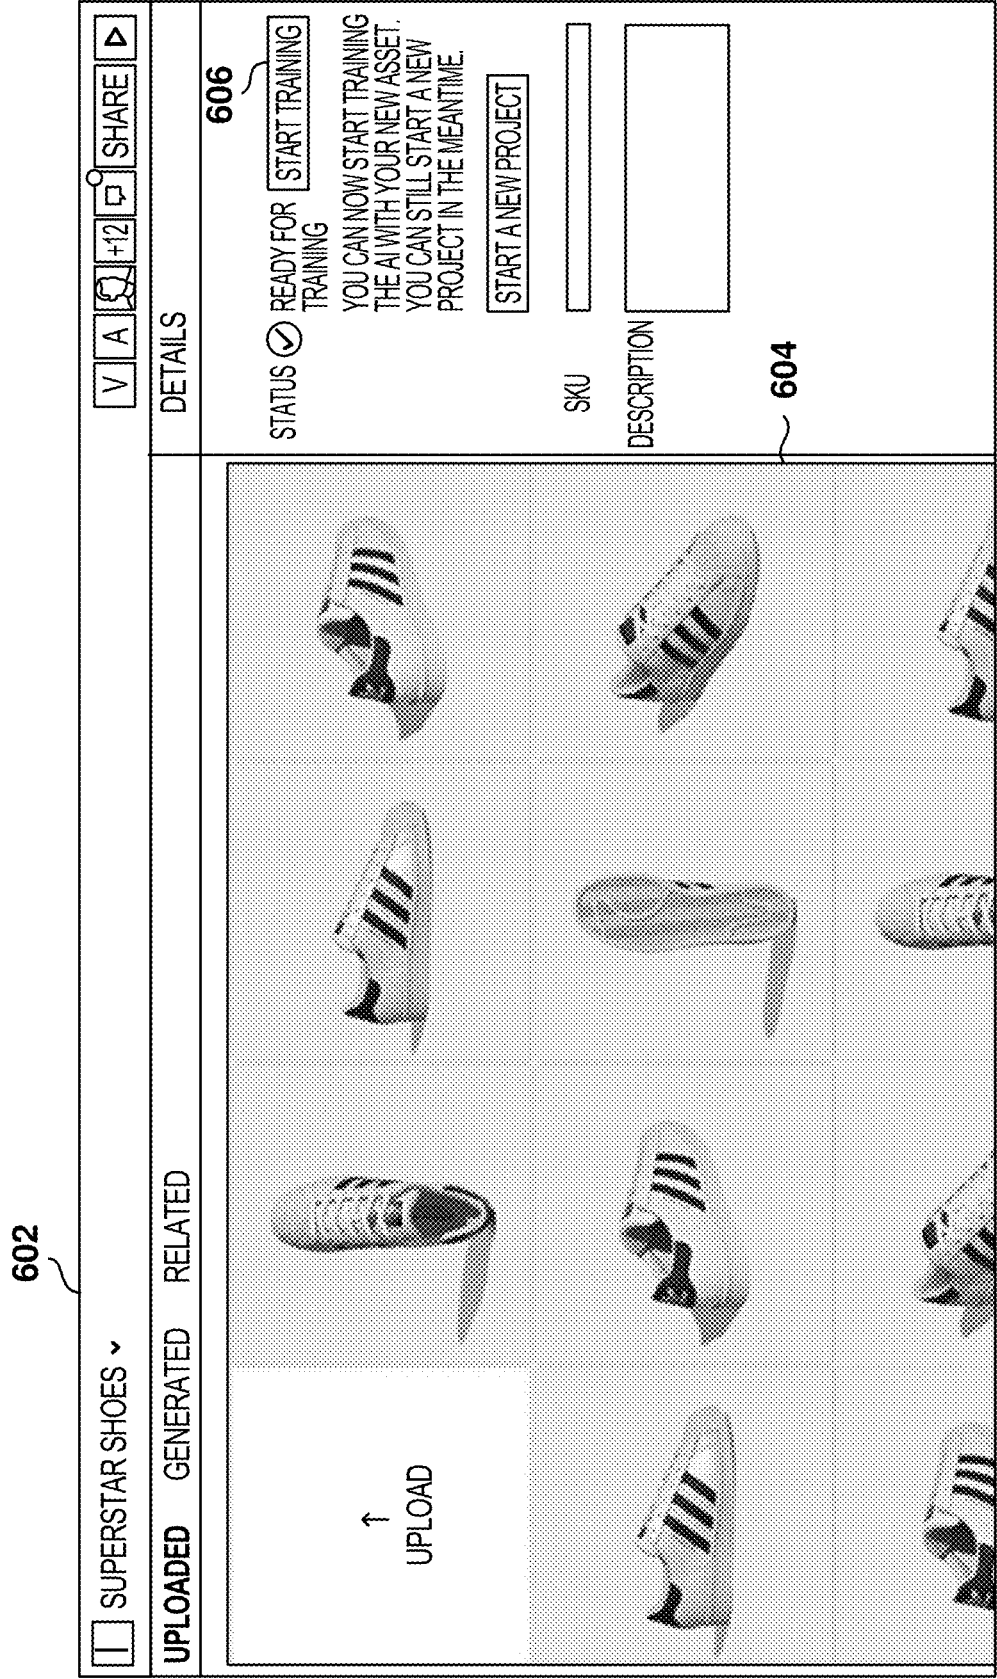 602
SUPERSTAR SHOES
V A +12 SHARE
UPLOADED GENERATED RELATED
DETAILS
UPLOAD
606
STATUS READY FOR
TRAINING
START TRAINING
YOU CAN NOW START TRAINING
THE AI WITH YOUR NEW ASSET.
YOU CAN STILL START A NEW
PROJECT IN THE MEANTIME.
START A NEW PROJECT
SKU
DESCRIPTION
604